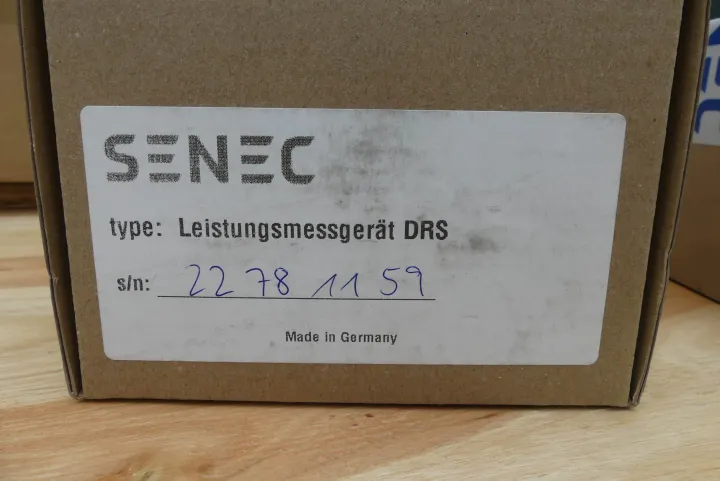 SENEC
type: Leistungsmessgerät DRS
s/n: 22 78 11 59
Made in Germany